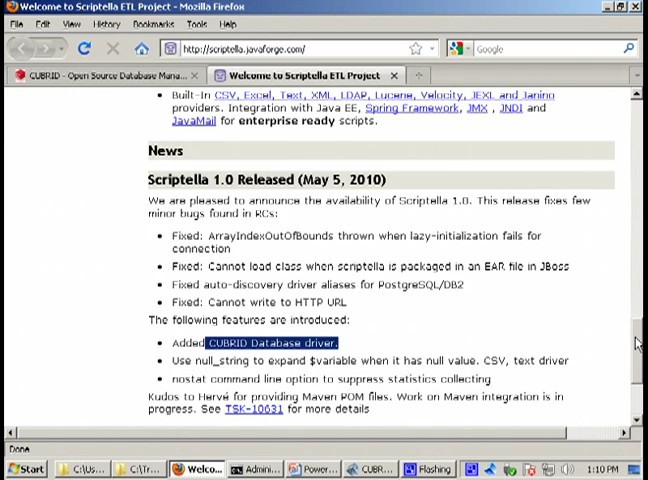 Welcome to Scriptella ETL Project - Mozilla Firefox
File Edit View History Bookmarks Tools Help
http://scriptella.javaforge.com/
Google
CUBRID - Open Source Database Mana...
Welcome to Scriptella ETL Project
• Built-In CSV, Excel, Text, XML, LDAP, Lucene, Velocity, JEXL and Janino
providers. Integration with Java EE, Spring Framework, JMX , JNDI and
JavaMail for enterprise ready scripts.
News
Scriptella 1.0 Released (May 5, 2010)
We are pleased to announce the availability of Scriptella 1.0. This release fixes few
minor bugs found in RCs:
• Fixed: ArrayIndexOutOfBounds thrown when lazy-initialization fails for
connection
• Fixed: Cannot load class when scriptella is packaged in an EAR file in JBoss
• Fixed auto-discovery driver aliases for PostgreSQL/DB2
• Fixed: Cannot write to HTTP URL
The following features are introduced:
• Added CUBRID Database driver.
• Use null_string to expand $variable when it has null value. CSV, text driver
• nostat command line option to suppress statistics collecting
Kudos to Hervé for providing Maven POM files. Work on Maven integration is in
progress. See TSK-10631 for more details
Done
Start C:\Us... C:\Tr... Welco... Admini... Power... CUBR... Flashing 1:10 PM